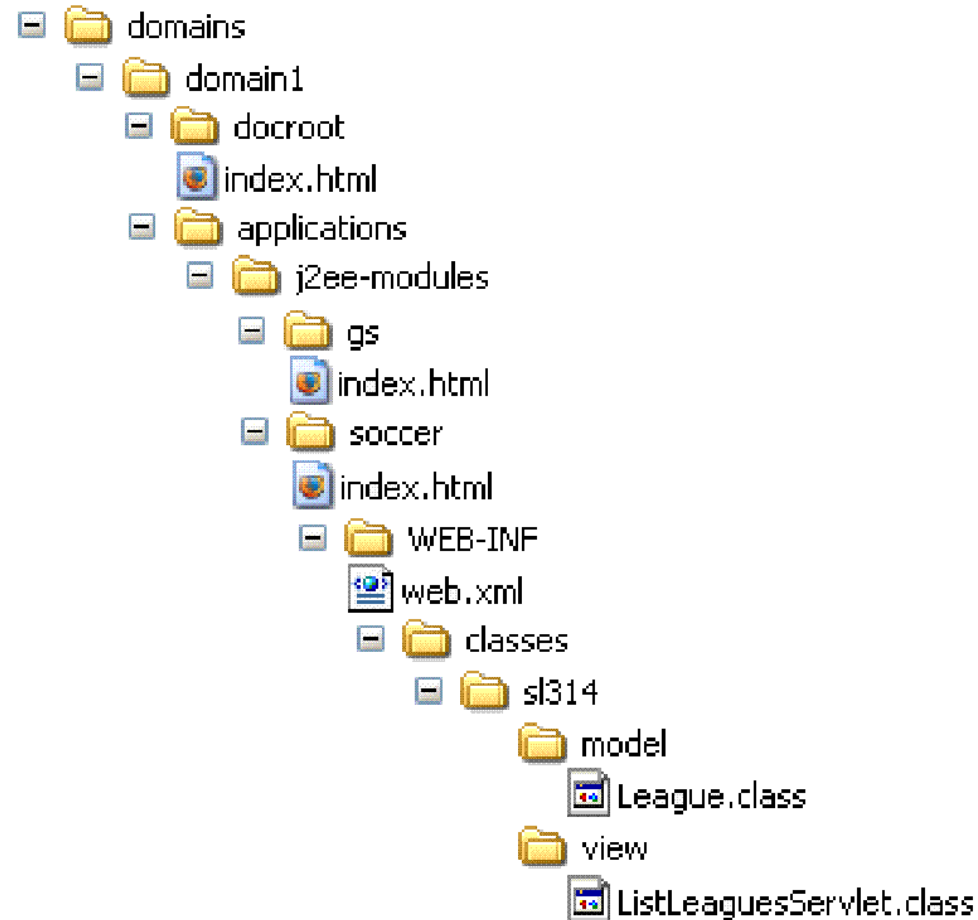 domains
domain1
docroot
index.html
applications
j2ee-modules
gs
index.html
soccer
index.html
WEB-INF
web.xml
classes
sl314
model
League.class
view
ListLeaguesServlet.class